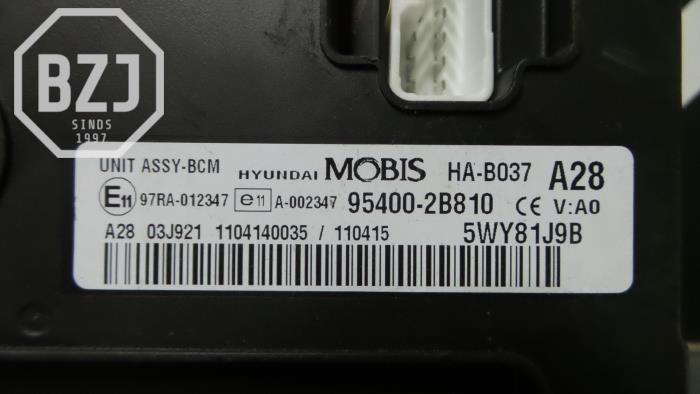 BZJ
SINDS
1997
UNIT ASSY-BCM HYUNDAI MOBIS HA-B037 A28
E11 97RA-012347 e11 A-002347 95400-2B810 CE V:A0
A28 03J921 1104140035 / 110415 5WY81J9B